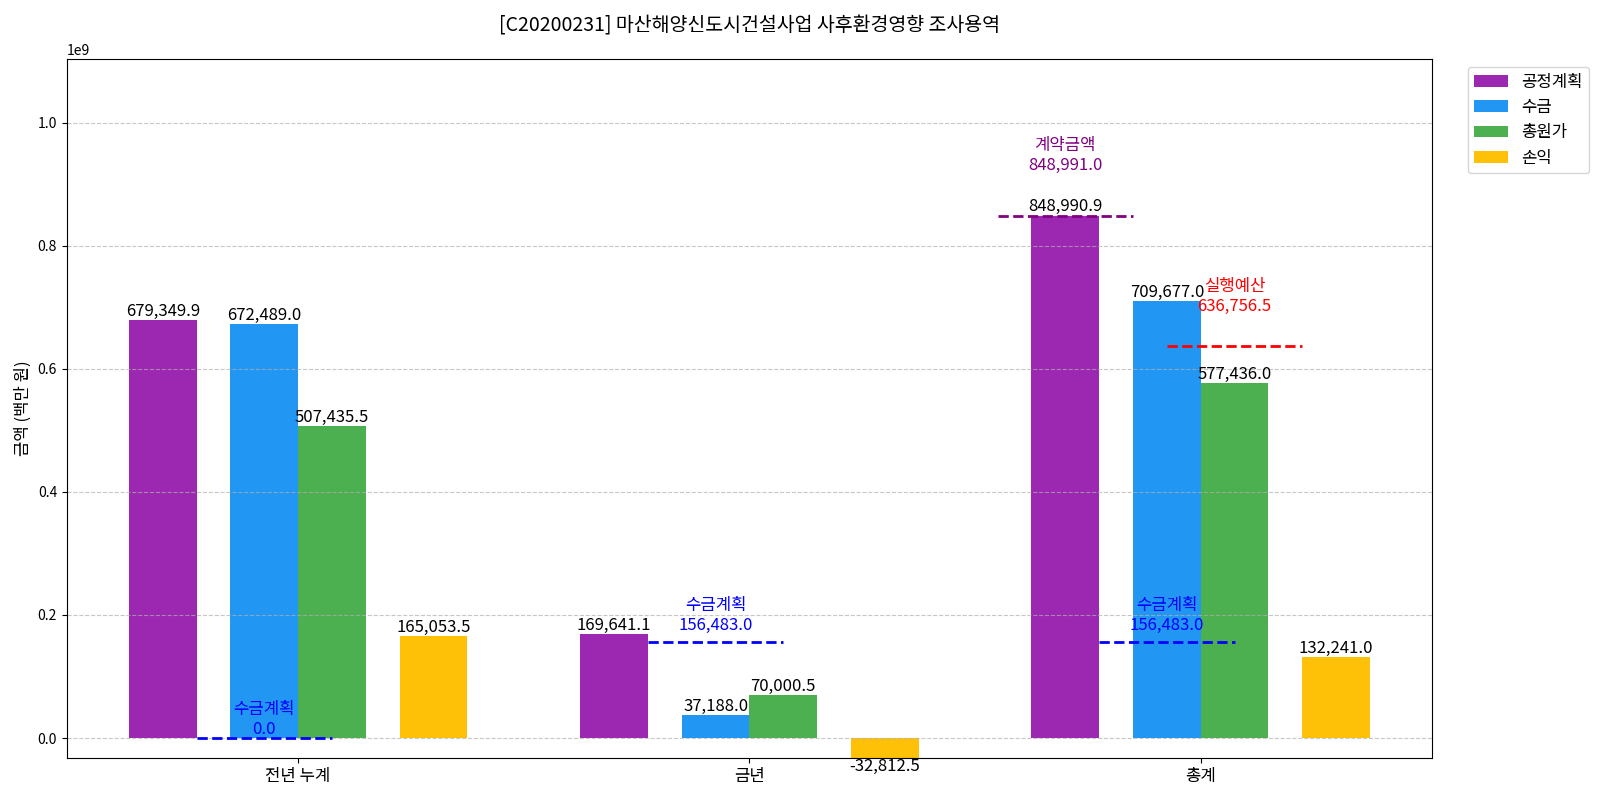 [C20200231] 마산해양신도시건설사업 사후환경영향 조사용역
1e9
공정계획
수금
총원가
손익
1.0
0.8
0.6
0.4
0.2
0.0
금액 (백만 원)
679,349.9
672,489.0
507,435.5
165,053.5
수금계획
0.0
169,641.1
수금계획
156,483.0
37,188.0
70,000.5
-32,812.5
계약금액
848,991.0
848,990.9
709,677.0
실행예산
636,756.5
577,436.0
수금계획
156,483.0
132,241.0
전년 누계
금년
총계